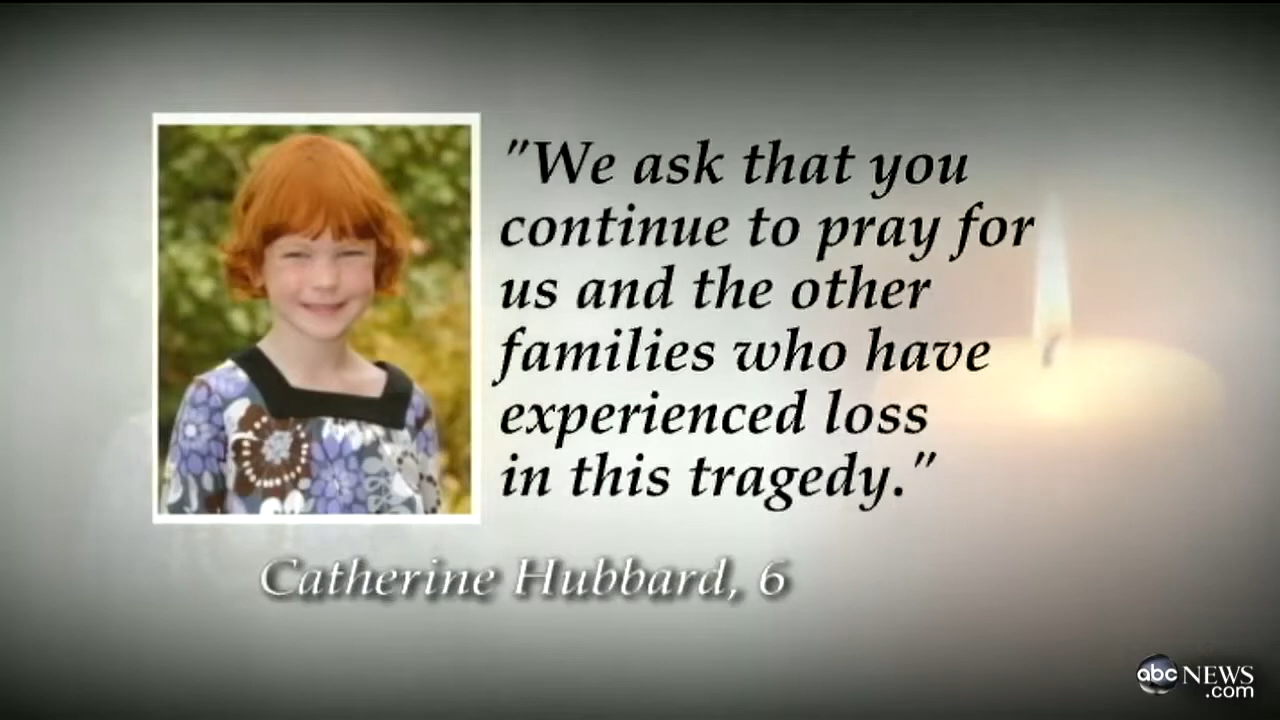 "We ask that you
continue to pray for
us and the other
families who have
experienced loss
in this tragedy."
Catherine Hubbard, 6
abc NEWS
.com